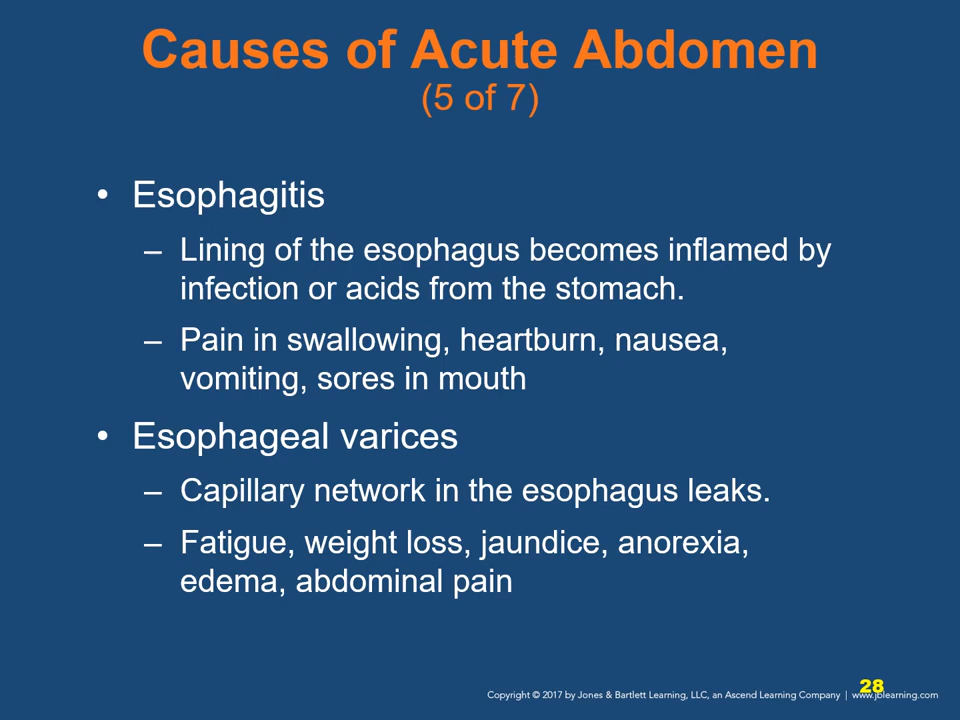 Causes of Acute Abdomen
(5 of 7)
• Esophagitis
– Lining of the esophagus becomes inflamed by
infection or acids from the stomach.
– Pain in swallowing, heartburn, nausea,
vomiting, sores in mouth
• Esophageal varices
– Capillary network in the esophagus leaks.
– Fatigue, weight loss, jaundice, anorexia,
edema, abdominal pain
28
Copyright © 2017 by Jones & Bartlett Learning, LLC, an Ascend Learning Company | www.jblearning.com